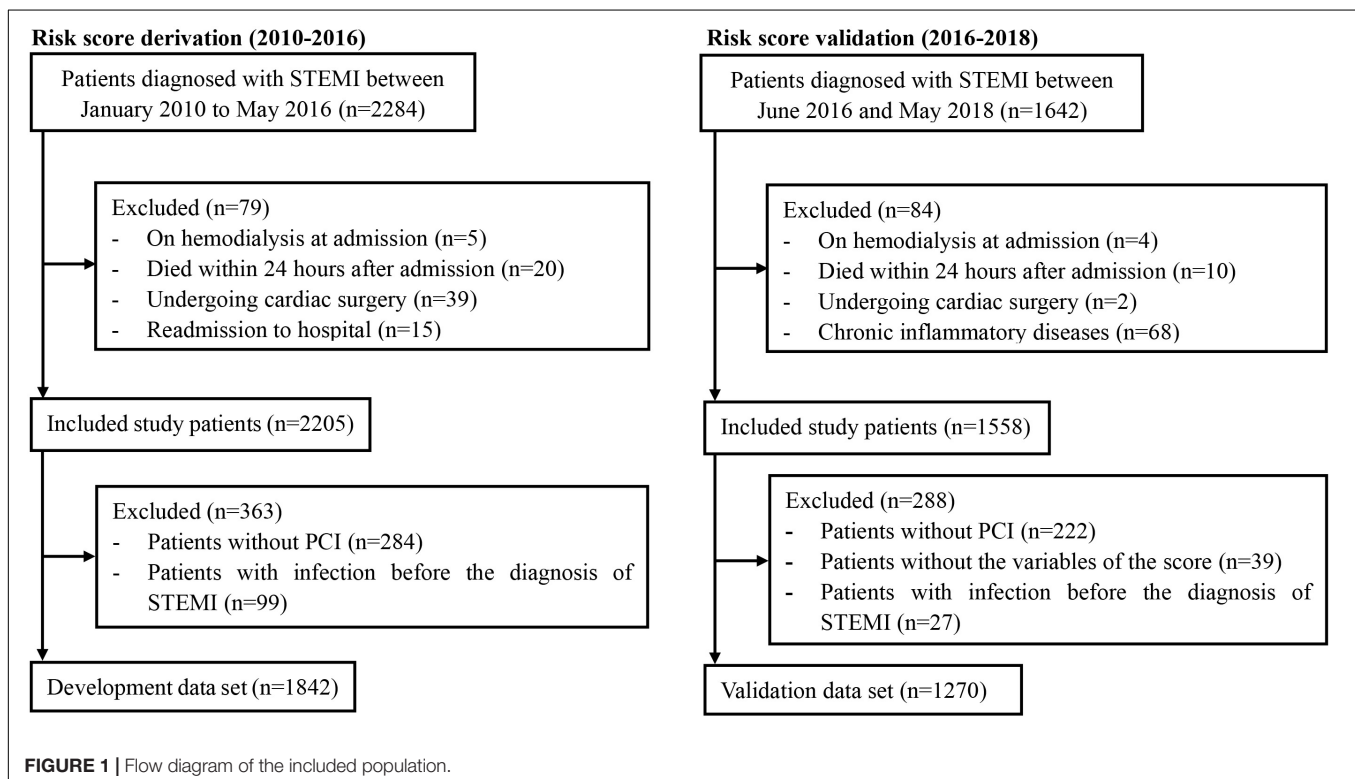 Risk score derivation (2010-2016)
Patients diagnosed with STEMI between
January 2010 to May 2016 (n=2284)
Excluded (n=79)
- On hemodialysis at admission (n=5)
- Died within 24 hours after admission (n=20)
- Undergoing cardiac surgery (n=39)
- Readmission to hospital (n=15)
Included study patients (n=2205)
Excluded (n=363)
- Patients without PCI (n=284)
- Patients with infection before the diagnosis of
STEMI (n=99)
Development data set (n=1842)
Risk score validation (2016-2018)
Patients diagnosed with STEMI between
June 2016 and May 2018 (n=1642)
Excluded (n=84)
- On hemodialysis at admission (n=4)
- Died within 24 hours after admission (n=10)
- Undergoing cardiac surgery (n=2)
- Chronic inflammatory diseases (n=68)
Included study patients (n=1558)
Excluded (n=288)
- Patients without PCI (n=222)
- Patients without the variables of the score (n=39)
- Patients with infection before the diagnosis of
STEMI (n=27)
Validation data set (n=1270)
FIGURE 1 | Flow diagram of the included population.